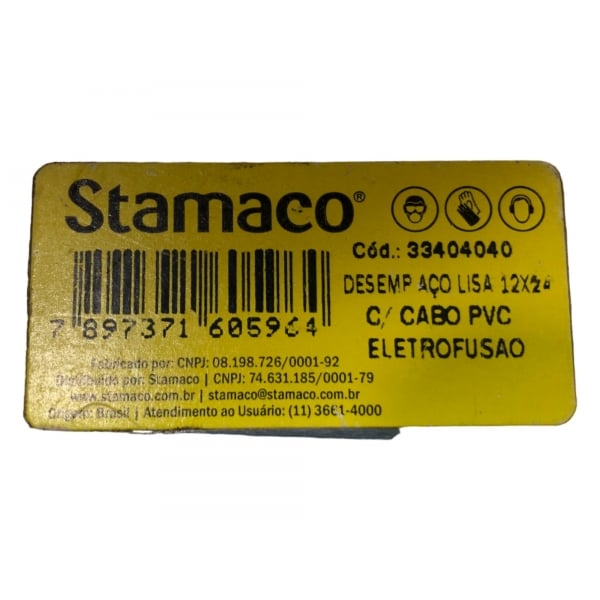 Stamaco®
Cód.: 33404040
DESEMP AÇO LISA 12X24
C/ CABO PVC
ELETROFUSAO
7 897371 605964
Fabricado por: CNPJ: 08.198.726/0001-92
Distribuido por: Stamaco | CNPJ: 74.631.185/0001-79
www.stamaco.com.br | stamaco@stamaco.com.br
Origem: Brasil | Atendimento ao Usuário: (11) 3661-4000